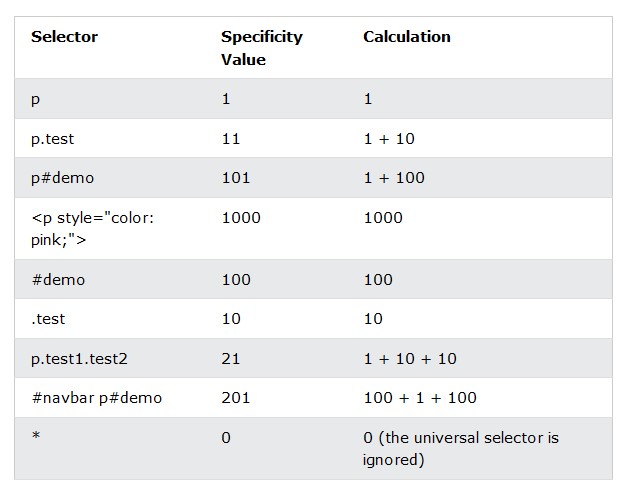 Selector Specificity Value Calculation
p 1 1
p.test 11 1 + 10
p#demo 101 1 + 100
<p style="color: pink;"> 1000 1000
#demo 100 100
.test 10 10
p.test1.test2 21 1 + 10 + 10
#navbar p#demo 201 100 + 1 + 100
* 0 0 (the universal selector is ignored)